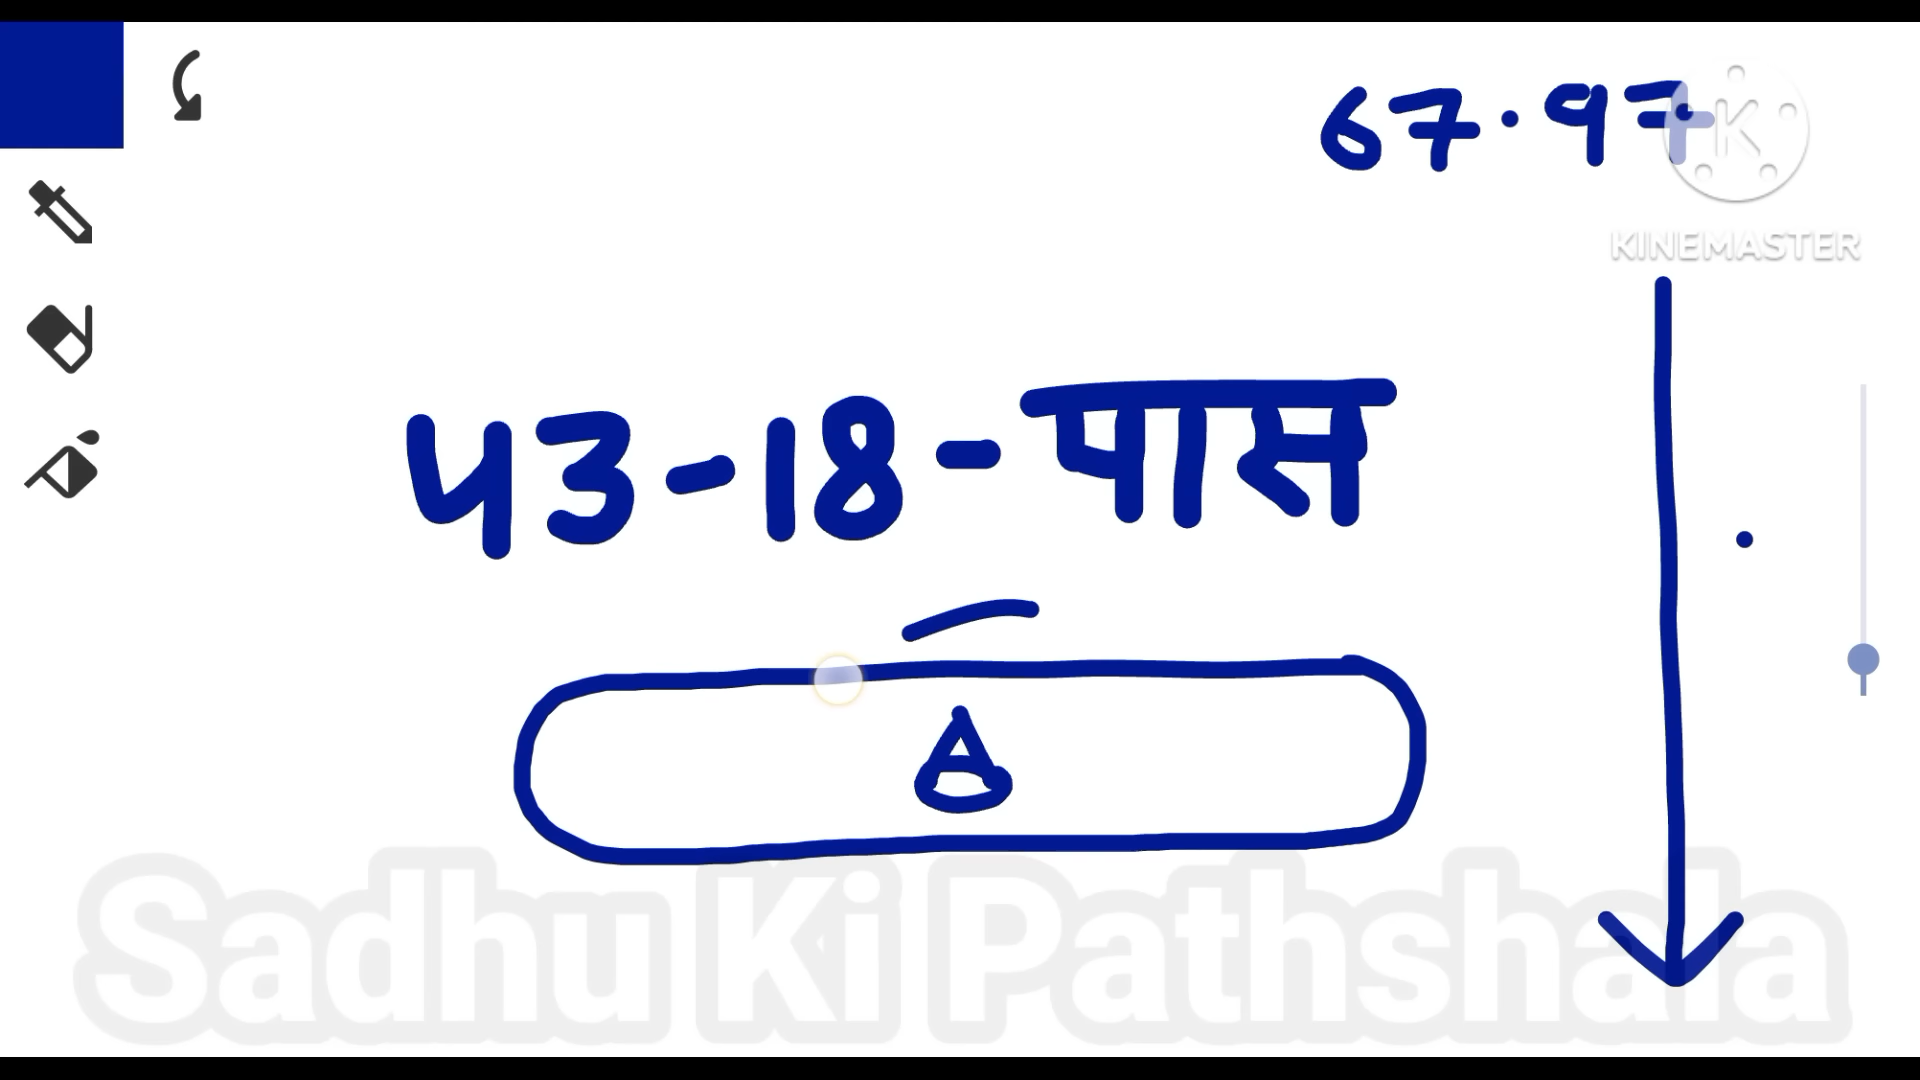 67.97
KINEMASTER
43-18-पास
A
Sadhu Ki Pathshala